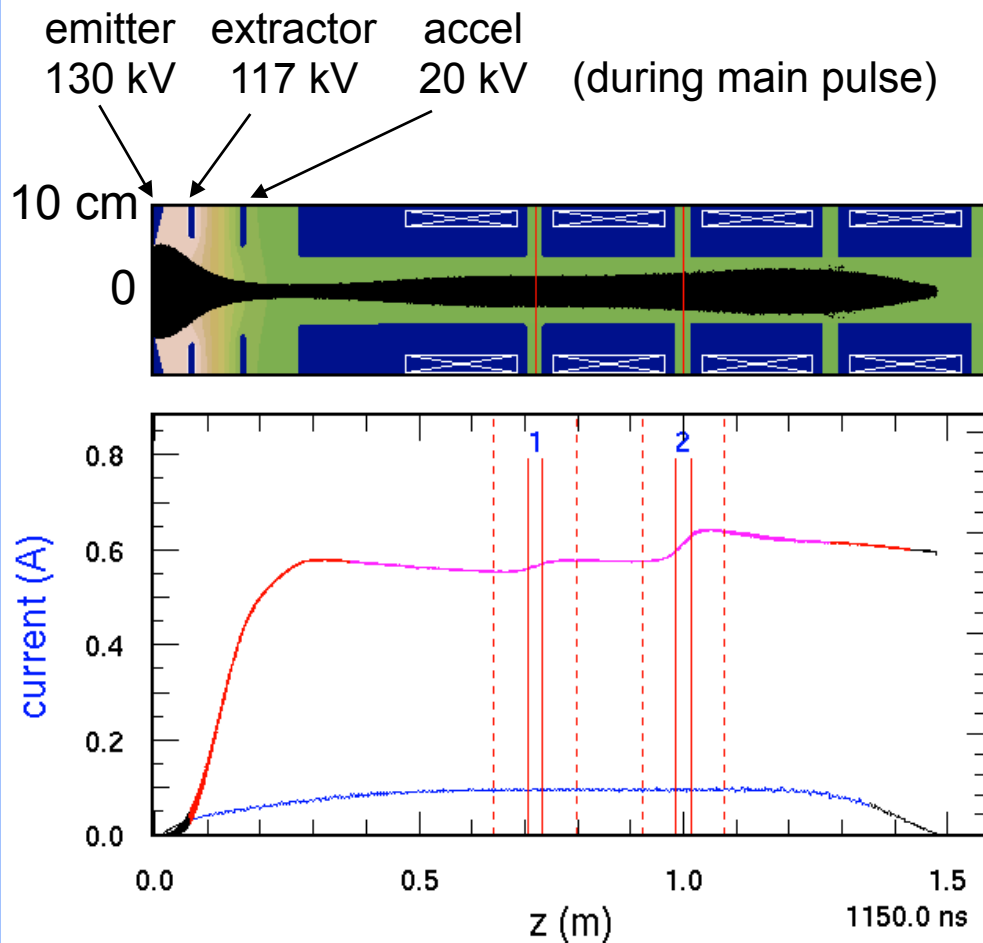 emitter extractor accel
130 kV 117 kV 20 kV (during main pulse)
10 cm
0
1 2
0.8
0.6
0.4
0.2
0.0
current (A)
0.0 0.5 1.0 1.5
z (m) 1150.0 ns